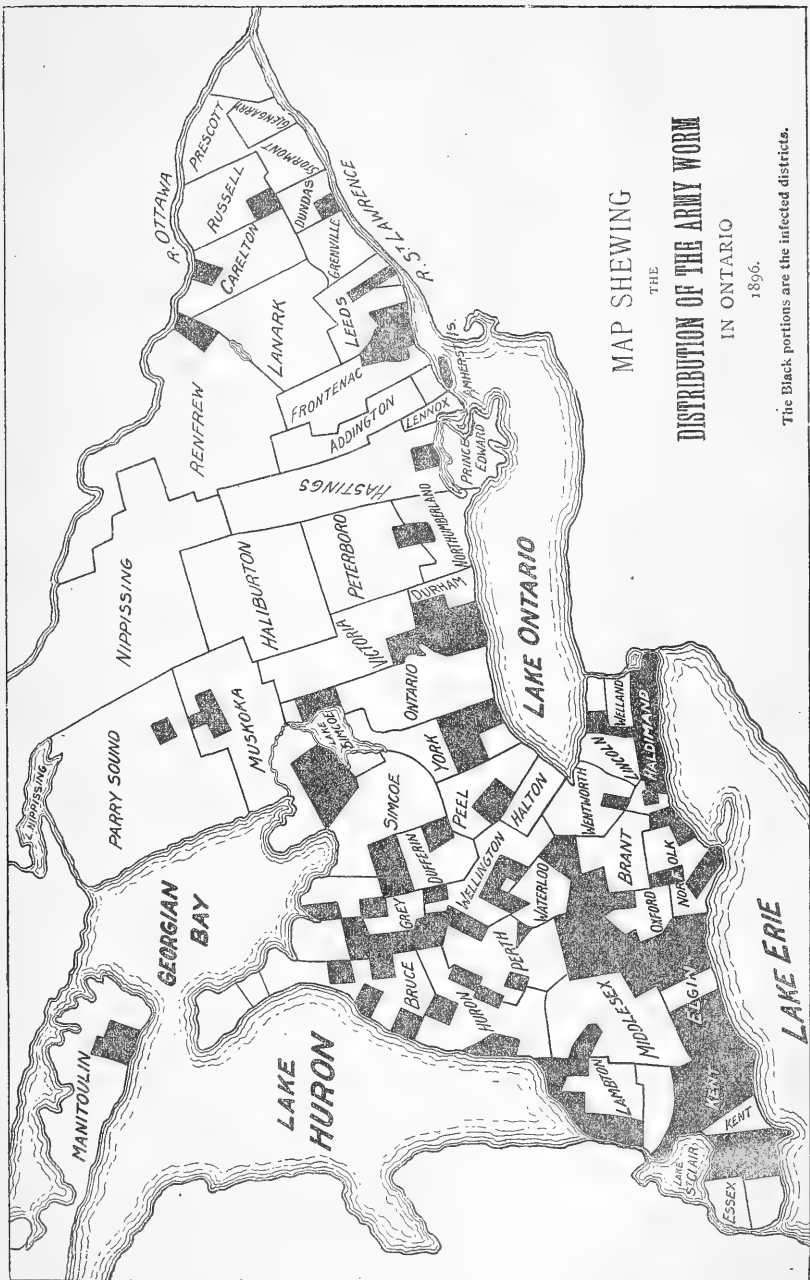 MAP SHEWING
THE
DISTRIBUTION OF THE ARMY WORM
IN ONTARIO
1896.
The Black portions are the infected districts.
R. OTTAWA
PRESCOTT
GLENGARRY
STORMONT
RUSSELL
DUNDAS
CARELTON
GRENVILLE
R. ST. LAWRENCE
LANARK
LEEDS
RENFREW
FRONTENAC
ADDINGTON
LENNOX
AMHERST IS.
PRINCE
EDWARD
HASTINGS
NIPPISSING
HALIBURTON
PETERBORO
NORTHUMBERLAND
VICTORIA
DURHAM
LAKE ONTARIO
L. NIPPISSING
PARRY SOUND
MUSKOKA
LAKE
SIMCOE
ONTARIO
YORK
SIMCOE
PEEL
HALTON
WENTWORTH
LINCOLN
WELLAND
HALDIMAND
GEORGIAN
BAY
GREY
DUFFERIN
WELLINGTON
WATERLOO
BRANT
NORFOLK
OXFORD
BRUCE
HURON
PERTH
MIDDLESEX
ELGIN
LAMBTON
KENT
KENT
LAKE
ST CLAIR
ESSEX
MANITOULIN
LAKE
HURON
LAKE ERIE